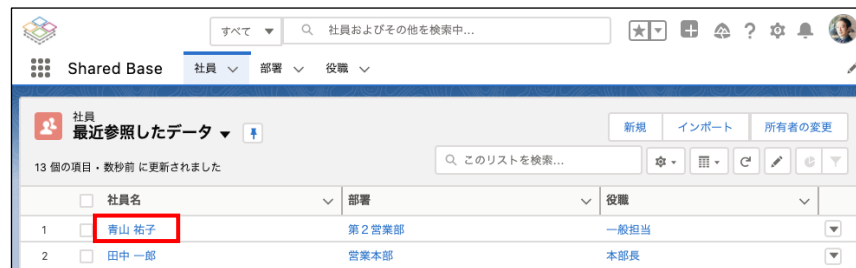 すべて ▼ 社員およびその他を検索中...
Shared Base 社員 部署 役職
社員
最近参照したデータ ▼
新規 インポート 所有者の変更
13 個の項目・数秒前 に更新されました
このリストを検索...
社員名 部署 役職
1 青山 祐子 第２営業部 一般担当
2 田中 一郎 営業本部 本部長